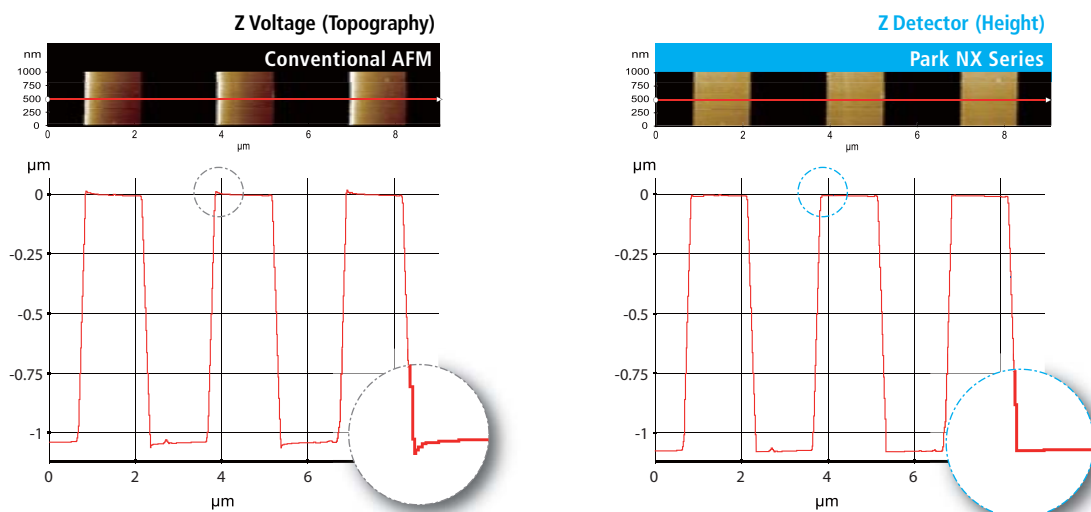 Z Voltage (Topography)
Conventional AFM
nm
1000
750
500
250
0
0 2 4 6 8
µm
µm
0
-0.25
-0.5
-0.75
-1
0 2 4 6
µm
Z Detector (Height)
Park NX Series
nm
1000
750
500
250
0
0 2 4 6 8
µm
µm
0
-0.25
-0.5
-0.75
-1
0 2 4 6
µm